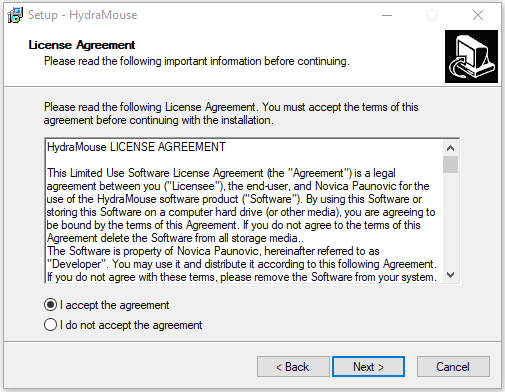 Setup - HydraMouse
License Agreement
Please read the following important information before continuing.
Please read the following License Agreement. You must accept the terms of this
agreement before continuing with the installation.
HydraMouse LICENSE AGREEMENT
This Limited Use Software License Agreement (the "Agreement") is a legal
agreement between you ("Licensee"), the end-user, and Novica Paunovic for the
use of the HydraMouse software product ("Software"). By using this Software or
storing this Software on a computer hard drive (or other media), you are agreeing to
be bound by the terms of this Agreement. If you do not agree to the terms of this
Agreement delete the Software from all storage media..
The Software is property of Novica Paunovic, hereinafter referred to as
"Developer". You may use it and distribute it according to this following Agreement.
If you do not agree with these terms, please remove the Software from your system.
I accept the agreement
I do not accept the agreement
< Back
Next >
Cancel